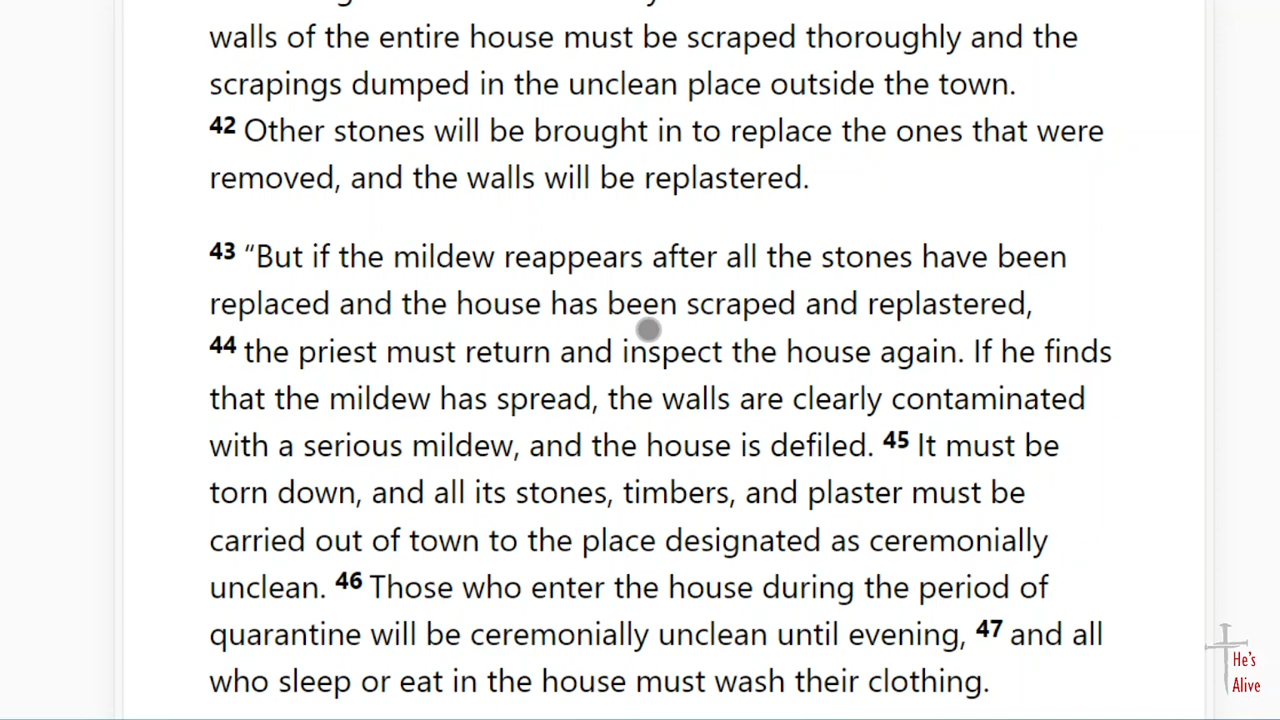 walls of the entire house must be scraped thoroughly and the
scrapings dumped in the unclean place outside the town.
42 Other stones will be brought in to replace the ones that were
removed, and the walls will be replastered.
43 “But if the mildew reappears after all the stones have been
replaced and the house has been scraped and replastered,
44 the priest must return and inspect the house again. If he finds
that the mildew has spread, the walls are clearly contaminated
with a serious mildew, and the house is defiled. 45 It must be
torn down, and all its stones, timbers, and plaster must be
carried out of town to the place designated as ceremonially
unclean. 46 Those who enter the house during the period of
quarantine will be ceremonially unclean until evening, 47 and all
who sleep or eat in the house must wash their clothing.
He's
Alive